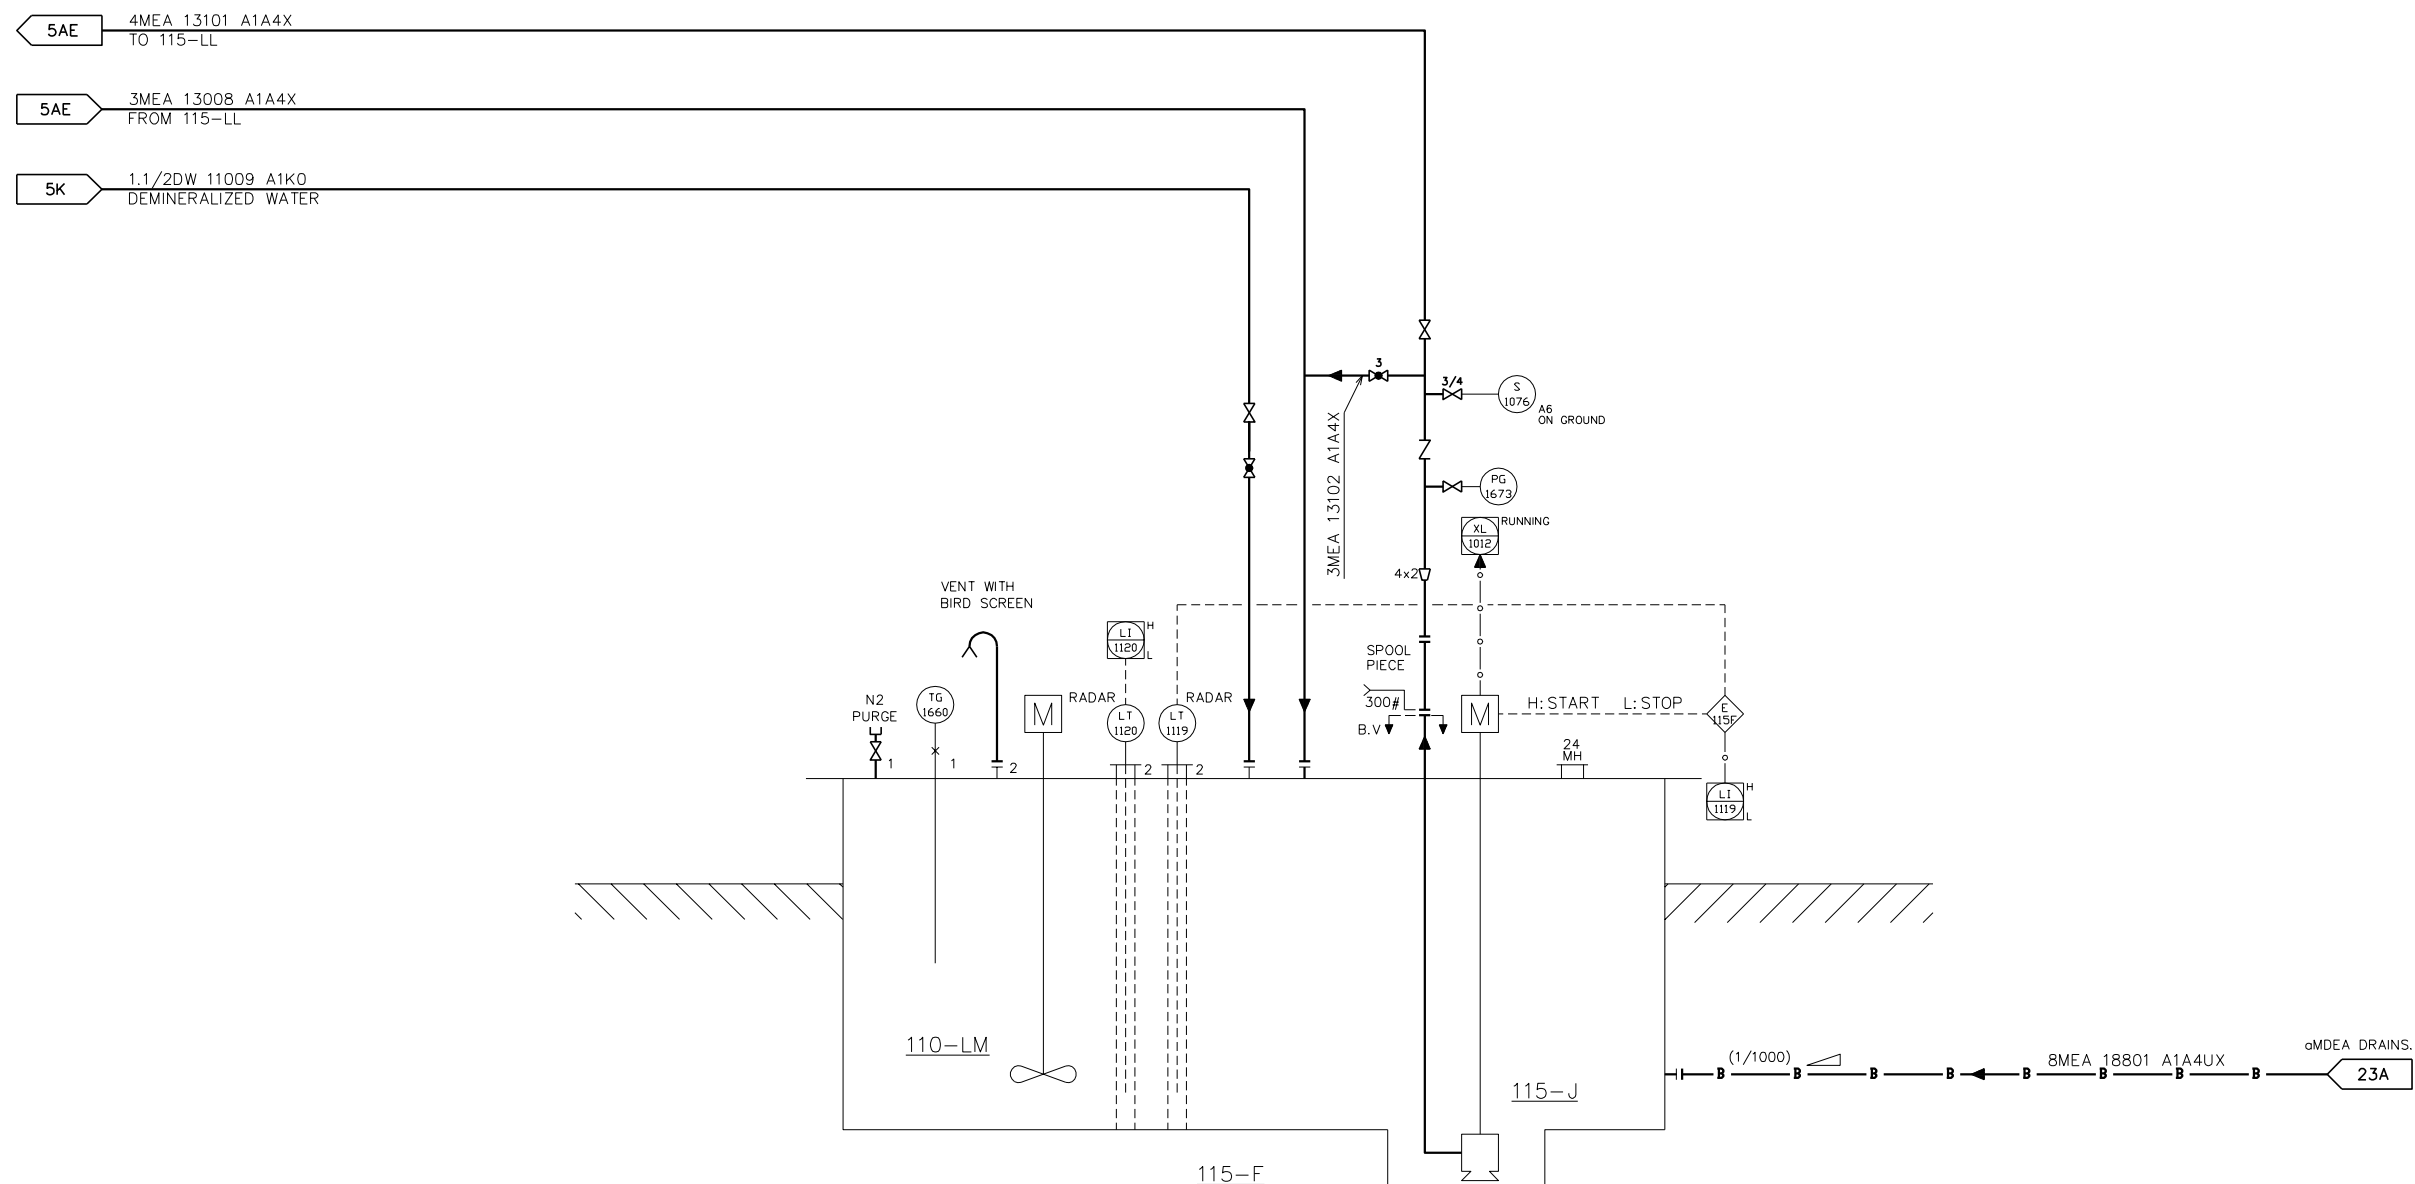 5AE
4MEA 13101 A1A4X
TO 115-LL
5AE
3MEA 13008 A1A4X
FROM 115-LL
5K
1.1/2DW 11009 A1K0
DEMINERALIZED WATER
3
3/4
S
1076
A6
ON GROUND
3MEA 13102 A1A4X
PG
1673
XL
1012
RUNNING
4x2
VENT WITH
BIRD SCREEN
LI
1120
H
L
SPOOL
PIECE
300#
B.V
N2
PURGE
1
TG
1660
1
2
M
RADAR
LT
1120
2
RADAR
LT
1119
2
M
H:START L:STOP
E
115F
24
MH
LI
1119
H
L
110-LM
115-J
115-F
(1/1000)
B B B B B B B B
8MEA 18801 A1A4UX
aMDEA DRAINS.
23A